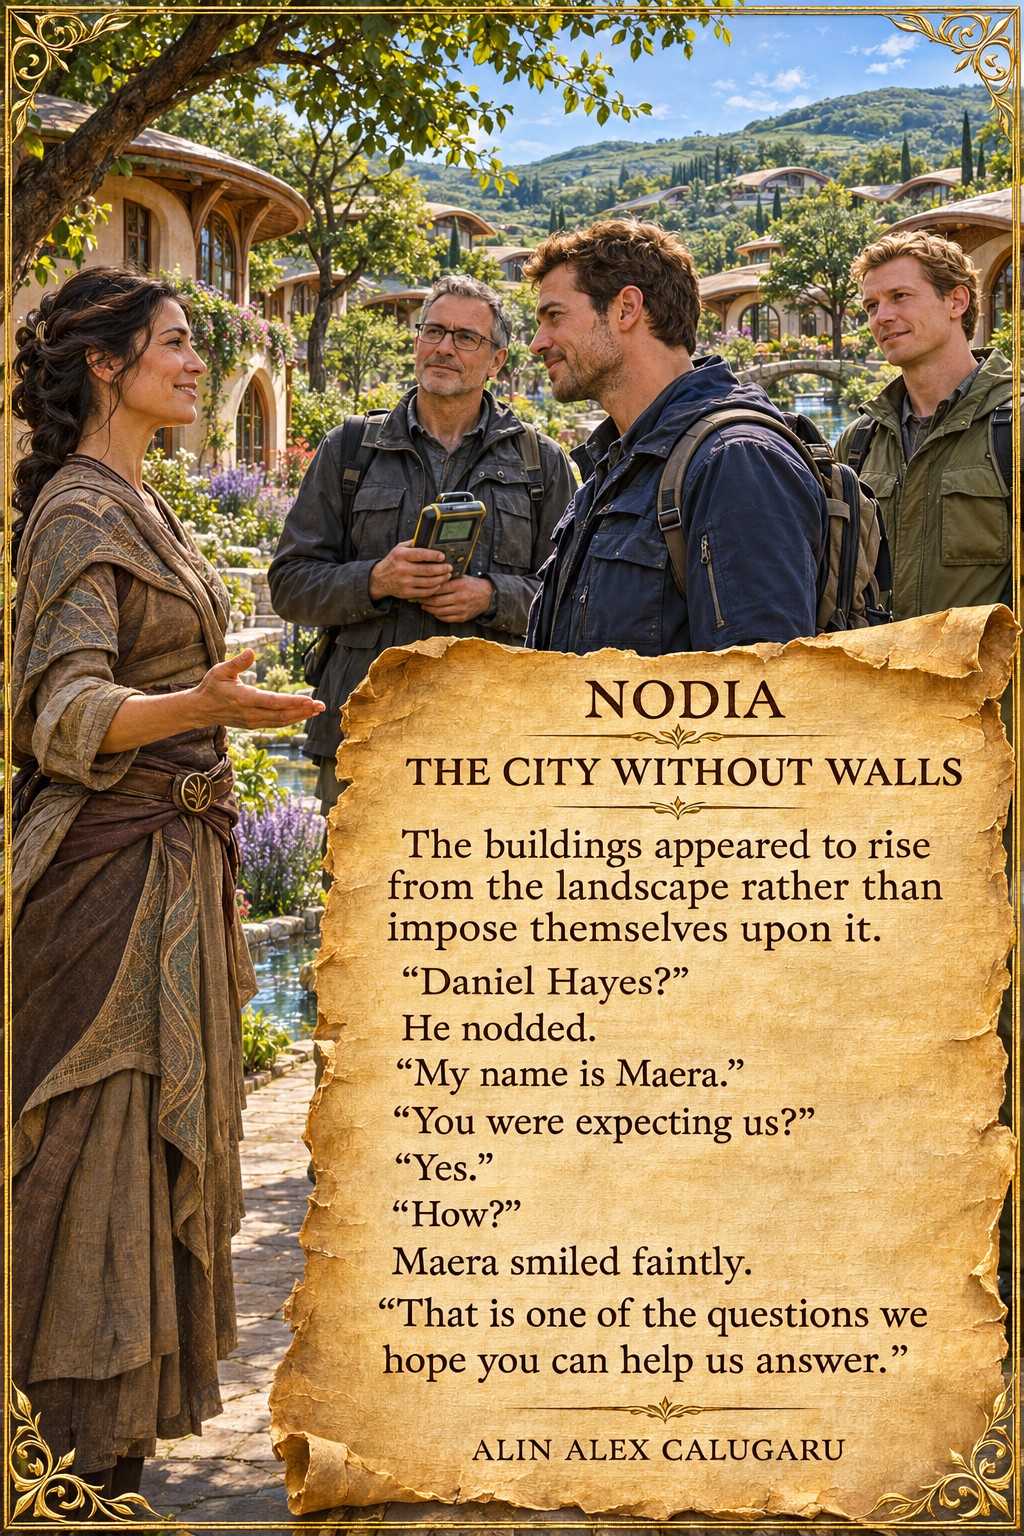 NODIA
THE CITY WITHOUT WALLS
The buildings appeared to rise
from the landscape rather than
impose themselves upon it.
“Daniel Hayes?”
He nodded.
“My name is Maera.”
“You were expecting us?”
“Yes.”
“How?”
Maera smiled faintly.
“That is one of the questions we
hope you can help us answer.”
ALIN ALEX CALUGARU